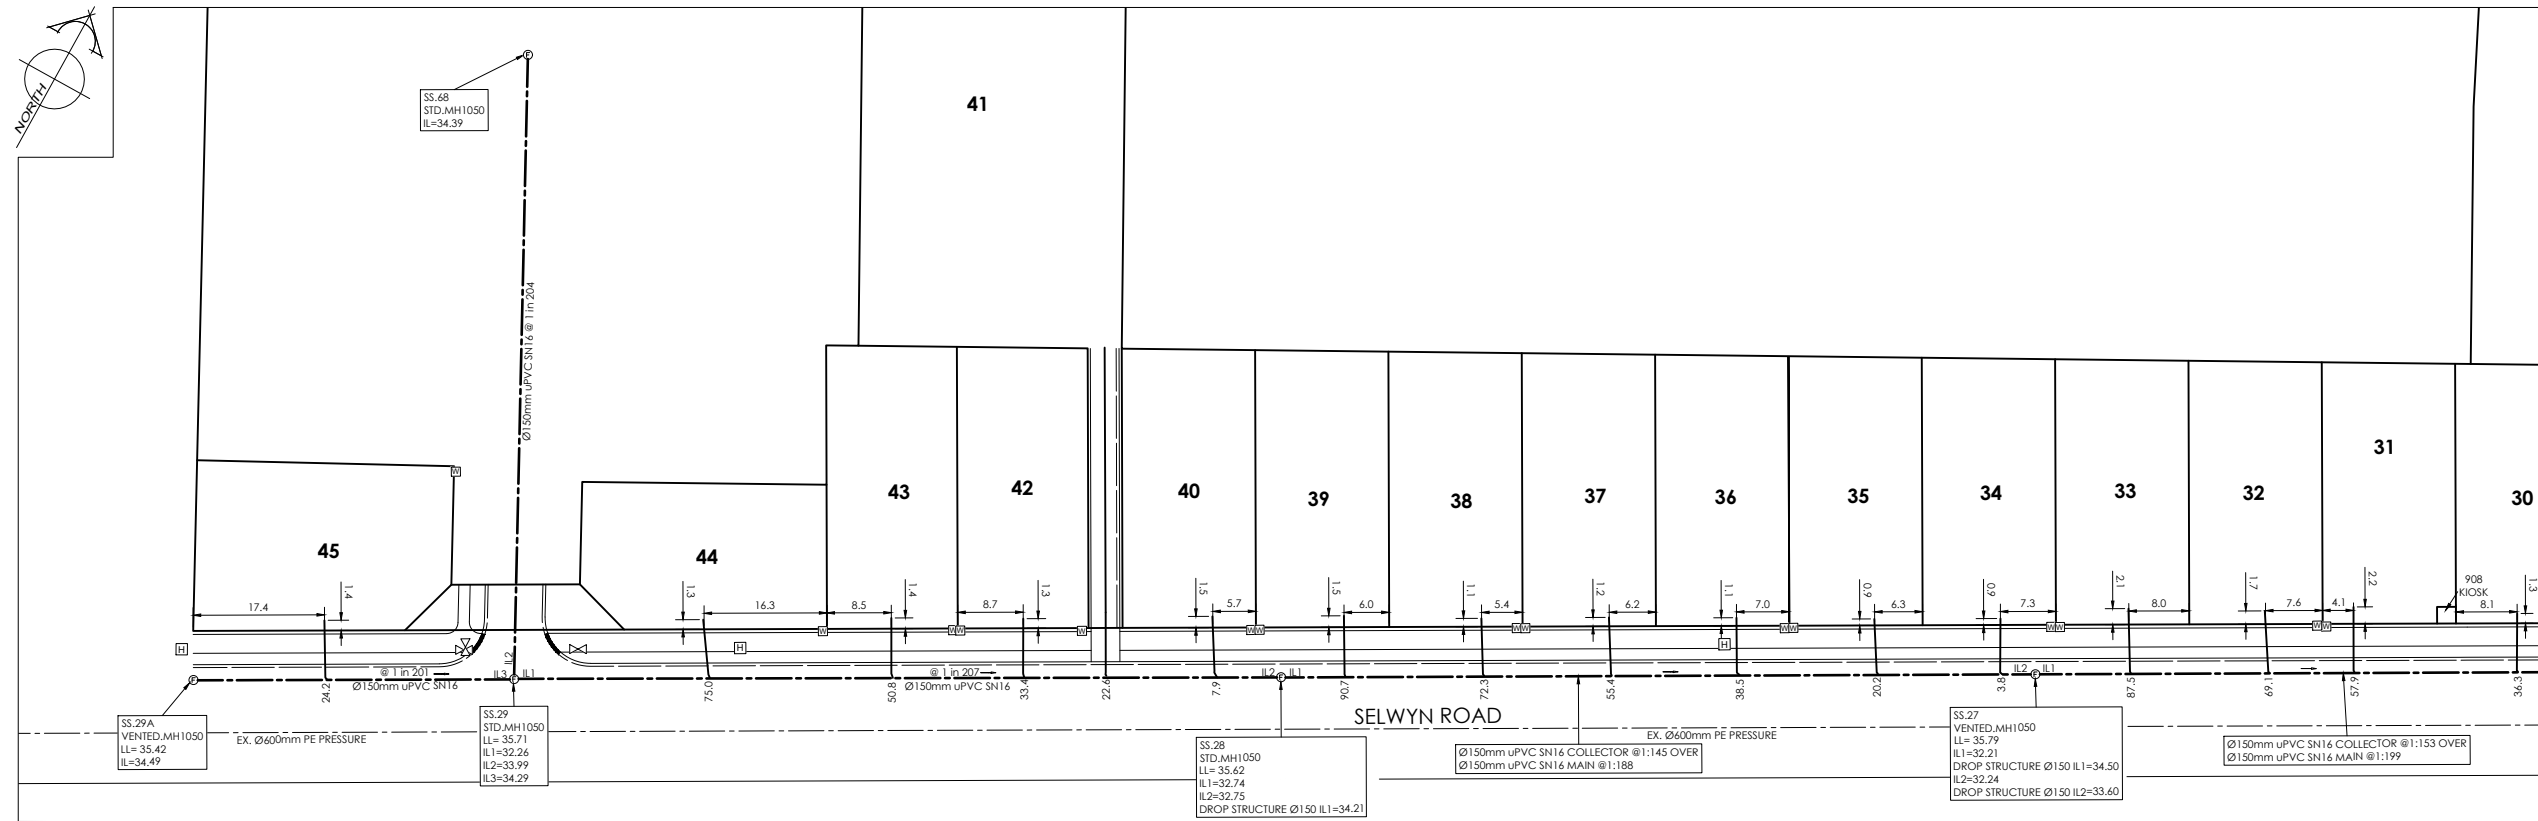 NORTH
SS.68
STD.MH1050
IL=34.39
41
Ø150mm uPVC SN16 @ 1 in 204
45
44
43
42
40
39
38
37
36
35
34
33
32
31
30
908
KIOSK
17.4
1.4
1.3
16.3
8.5
1.4
8.7
1.3
1.5
5.7
1.5
6.0
1.1
5.4
1.2
6.2
1.1
7.0
0.9
6.3
0.9
7.3
2.1
8.0
1.7
7.6
4.1
2.2
8.1
1.3
W
W
W W
W
W W
W W
W W
W W
W W
H
H
H
@ 1 in 201
Ø150mm uPVC SN16
IL3
IL2
IL1
@ 1 in 207
Ø150mm uPVC SN16
IL2
IL1
IL2
IL1
F
F
F
F
F
24.2
75.0
50.8
33.4
22.6
7.9
90.7
72.3
55.4
38.5
20.2
3.8
87.5
69.1
57.9
36.3
SELWYN ROAD
EX. Ø600mm PE PRESSURE
EX. Ø600mm PE PRESSURE
SS.29A
VENTED.MH1050
LL= 35.42
IL=34.49
SS.29
STD.MH1050
LL= 35.71
IL1=32.26
IL2=33.99
IL3=34.29
SS.28
STD.MH1050
LL= 35.62
IL1=32.74
IL2=32.75
DROP STRUCTURE Ø150 IL1=34.21
Ø150mm uPVC SN16 COLLECTOR @1:145 OVER
Ø150mm uPVC SN16 MAIN @1:188
SS.27
VENTED.MH1050
LL= 35.79
IL1=32.21
DROP STRUCTURE Ø150 IL1=34.50
IL2=32.24
DROP STRUCTURE Ø150 IL2=33.60
Ø150mm uPVC SN16 COLLECTOR @1:153 OVER
Ø150mm uPVC SN16 MAIN @1:199